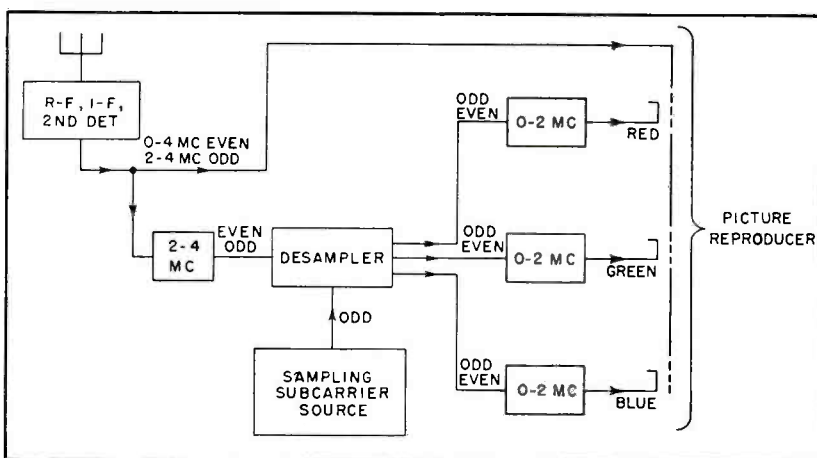 R-F, I-F,
2ND DET
0-4 MC EVEN
2-4 MC ODD
ODD
EVEN
0-2 MC
RED
PICTURE
REPRODUCER
2-4
MC
EVEN
ODD
DESAMPLER
ODD
EVEN
0-2 MC
GREEN
ODD
SAMPLING
SUBCARRIER
SOURCE
ODD
EVEN
0-2 MC
BLUE